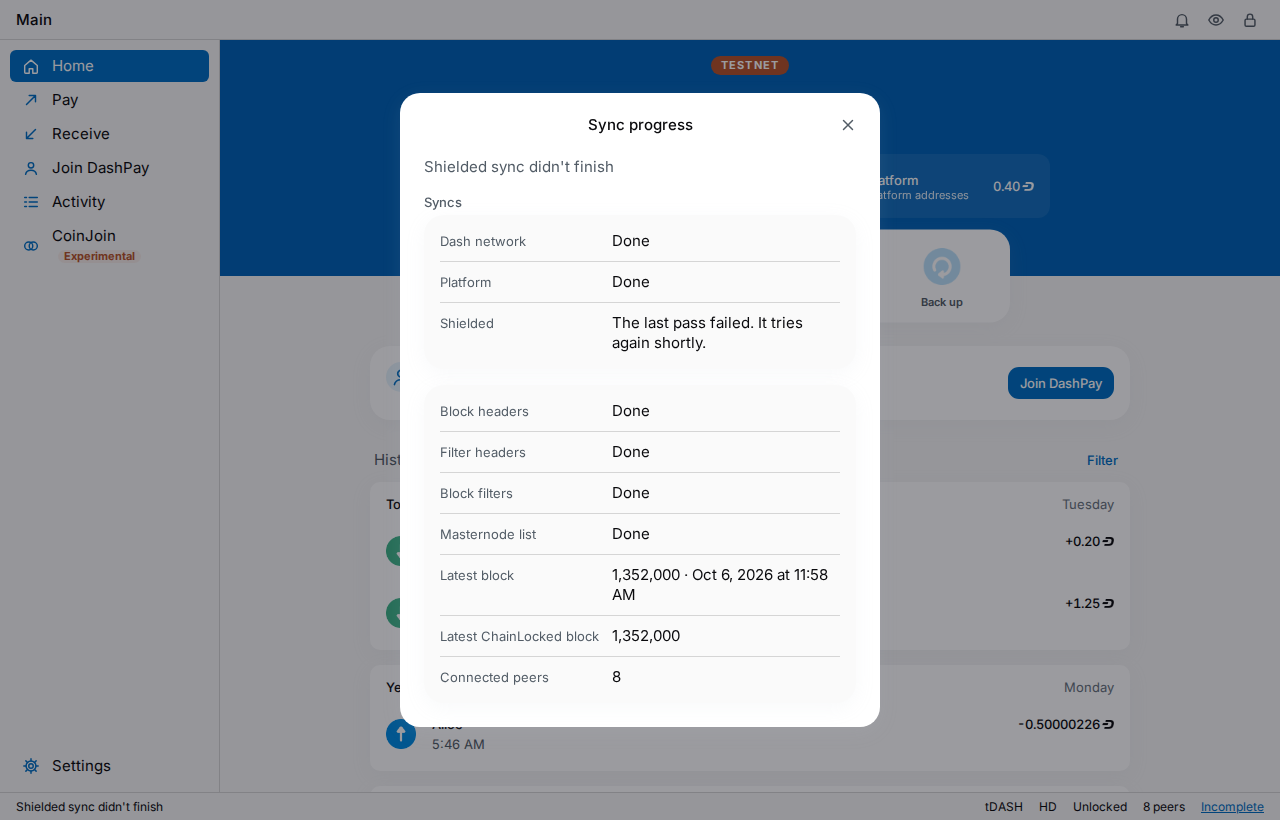 Main
Home
Pay
Receive
Join DashPay
Activity
CoinJoin
Experimental
Settings
TESTNET
atform
atform addresses
0.40
Back up
Join DashPay
Hist
Filter
To
Tuesday
+0.20
+1.25
Ye
Monday
-0.50000226
5:46 AM
Sync progress
Shielded sync didn't finish
Syncs
Dash network Done
Platform Done
Shielded The last pass failed. It tries
again shortly.
Block headers Done
Filter headers Done
Block filters Done
Masternode list Done
Latest block 1,352,000 · Oct 6, 2026 at 11:58
AM
Latest ChainLocked block 1,352,000
Connected peers 8
Shielded sync didn't finish
tDASH HD Unlocked 8 peers Incomplete